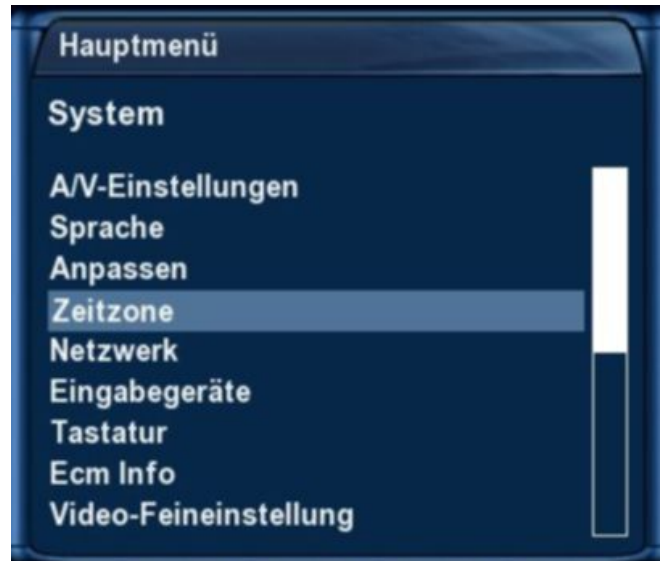 Hauptmenü
System
A/V-Einstellungen
Sprache
Anpassen
Zeitzone
Netzwerk
Eingabegeräte
Tastatur
Ecm Info
Video-Feineinstellung